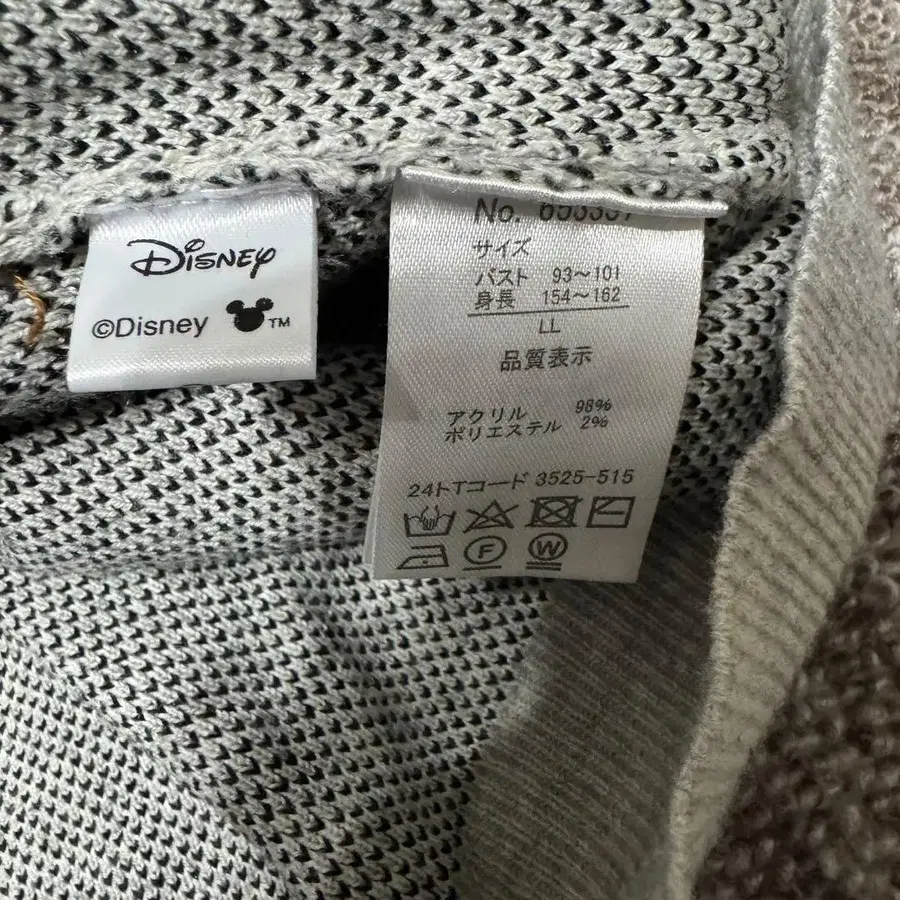 Disney
©Disney TM
No.
サイズ
バスト 93～101
身長 154～162
LL
品質表示
アクリル 98%
ポリエステル 2%
24トTコード 3525-515
F W